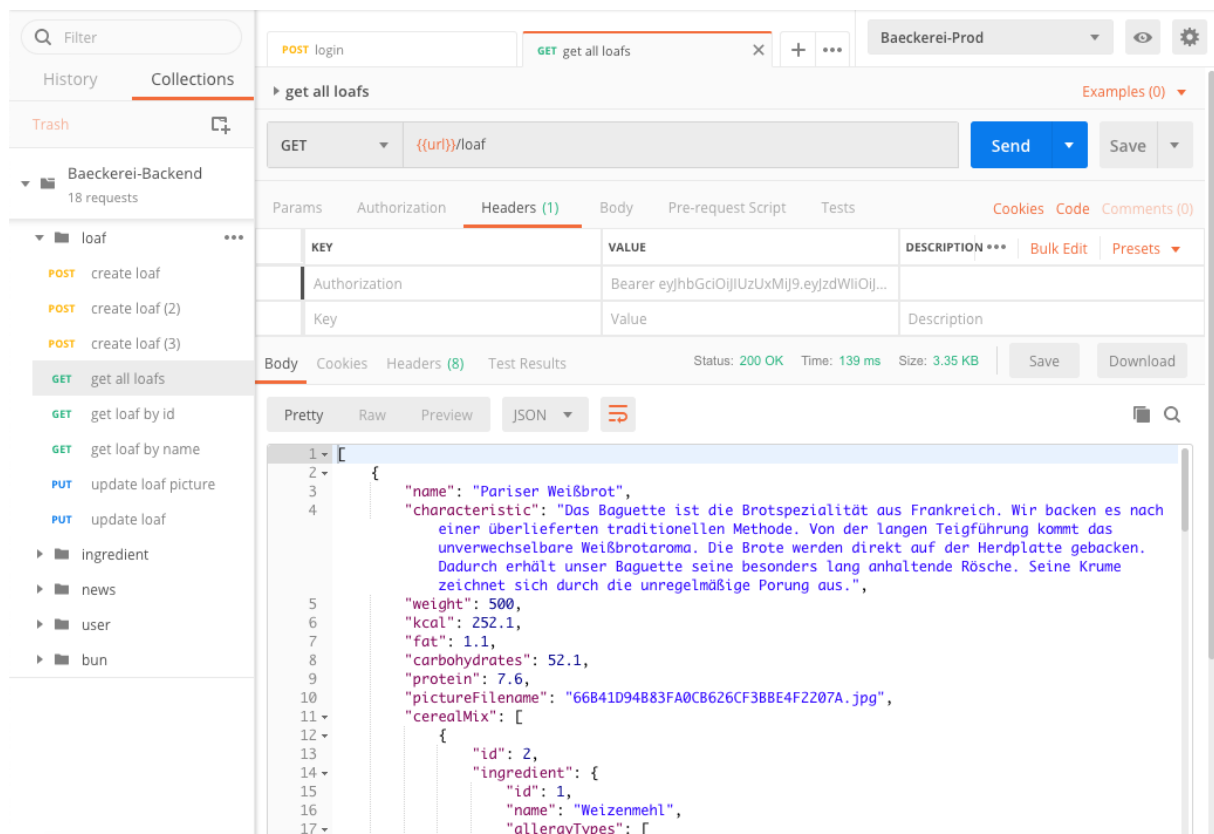 Filter
History Collections
Trash
Baeckerei-Backend
18 requests
loaf
POST create loaf
POST create loaf (2)
POST create loaf (3)
GET get all loafs
GET get loaf by id
GET get loaf by name
PUT update loaf picture
PUT update loaf
ingredient
news
user
bun
POST login
GET get all loafs
Baeckerei-Prod
get all loafs
Examples (0)
GET {{url}}/loaf
Send Save
Params Authorization Headers (1) Body Pre-request Script Tests
Cookies Code Comments (0)
KEY VALUE DESCRIPTION Bulk Edit Presets
Authorization Bearer eyJhbGciOiJIUzUxMiJ9.eyJzdWIiOiJ...
Key Value Description
Body Cookies Headers (8) Test Results
Status: 200 OK Time: 139 ms Size: 3.35 KB Save Download
Pretty Raw Preview JSON
1 [
2 {
3 "name": "Pariser Weißbrot",
4 "characteristic": "Das Baguette ist die Brotspezialität aus Frankreich. Wir backen es nach
einer überlieferten traditionellen Methode. Von der langen Teigführung kommt das
unverwechselbare Weißbrotaroma. Die Brote werden direkt auf der Herdplatte gebacken.
Dadurch erhält unser Baguette seine besonders lang anhaltende Rösche. Seine Krume
zeichnet sich durch die unregelmäßige Porung aus.",
5 "weight": 500,
6 "kcal": 252.1,
7 "fat": 1.1,
8 "carbohydrates": 52.1,
9 "protein": 7.6,
10 "pictureFilename": "66B41D94B83FA0CB626CF3BBE4F2207A.jpg",
11 "cerealMix": [
12 {
13 "id": 2,
14 "ingredient": {
15 "id": 1,
16 "name": "Weizenmehl",
17 "allergyTypes": [